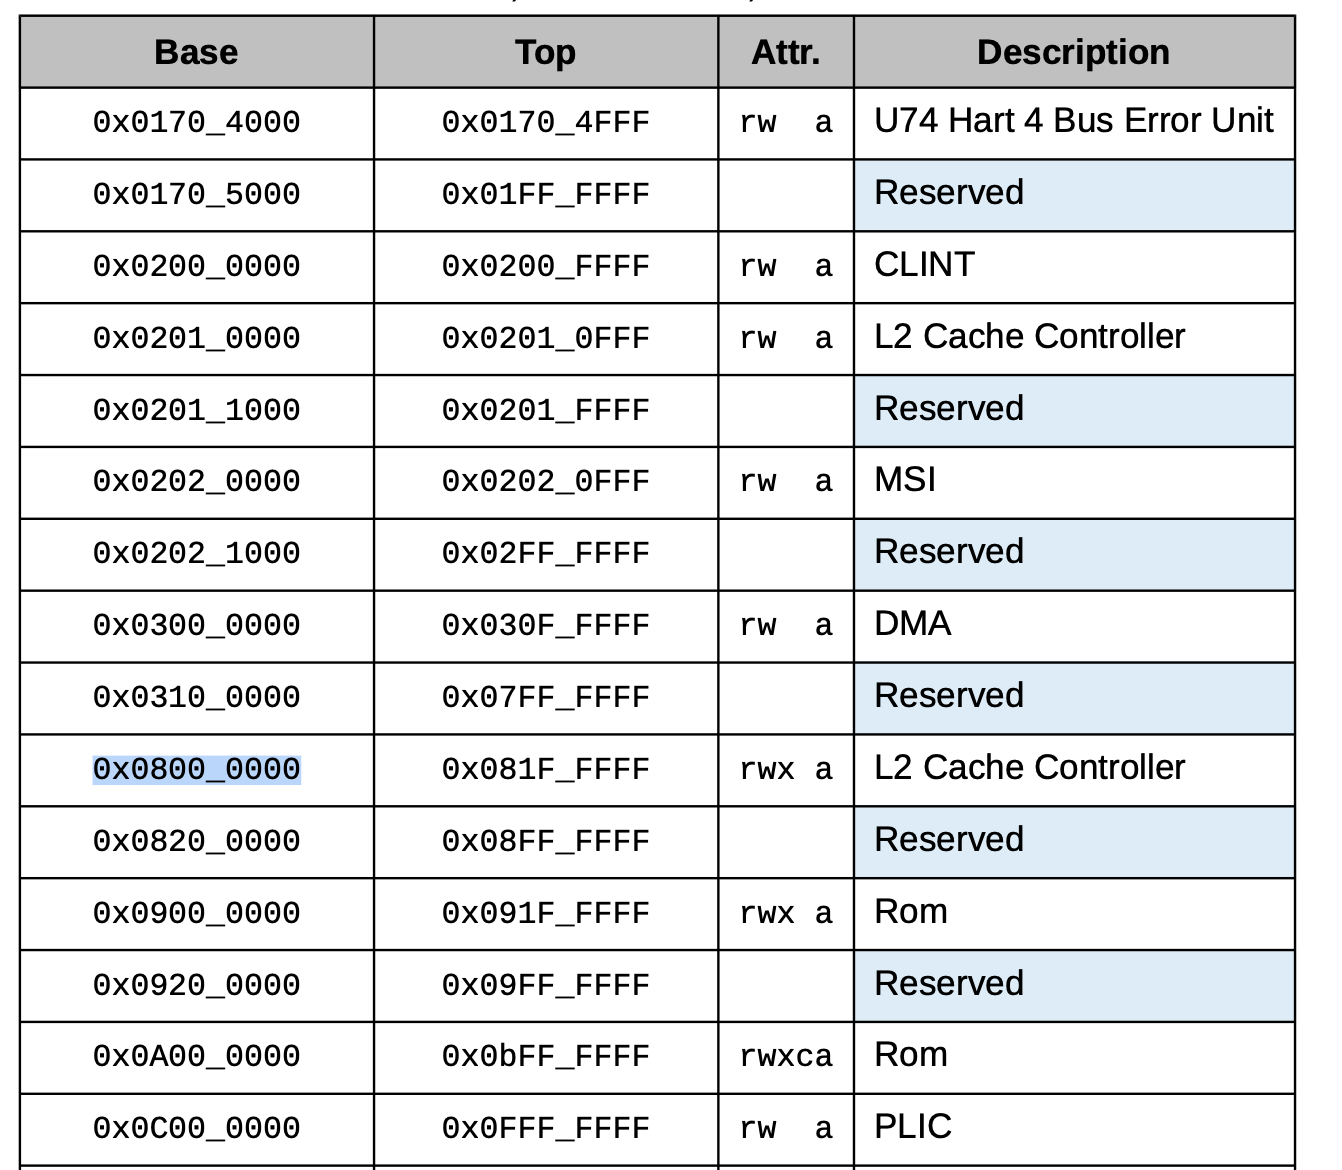 Base Top Attr. Description
0x0170_4000 0x0170_4FFF rw a U74 Hart 4 Bus Error Unit
0x0170_5000 0x01FF_FFFF Reserved
0x0200_0000 0x0200_FFFF rw a CLINT
0x0201_0000 0x0201_0FFF rw a L2 Cache Controller
0x0201_1000 0x0201_FFFF Reserved
0x0202_0000 0x0202_0FFF rw a MSI
0x0202_1000 0x02FF_FFFF Reserved
0x0300_0000 0x030F_FFFF rw a DMA
0x0310_0000 0x07FF_FFFF Reserved
0x0800_0000 0x081F_FFFF rwx a L2 Cache Controller
0x0820_0000 0x08FF_FFFF Reserved
0x0900_0000 0x091F_FFFF rwx a Rom
0x0920_0000 0x09FF_FFFF Reserved
0x0A00_0000 0x0bFF_FFFF rwxca Rom
0x0C00_0000 0x0FFF_FFFF rw a PLIC